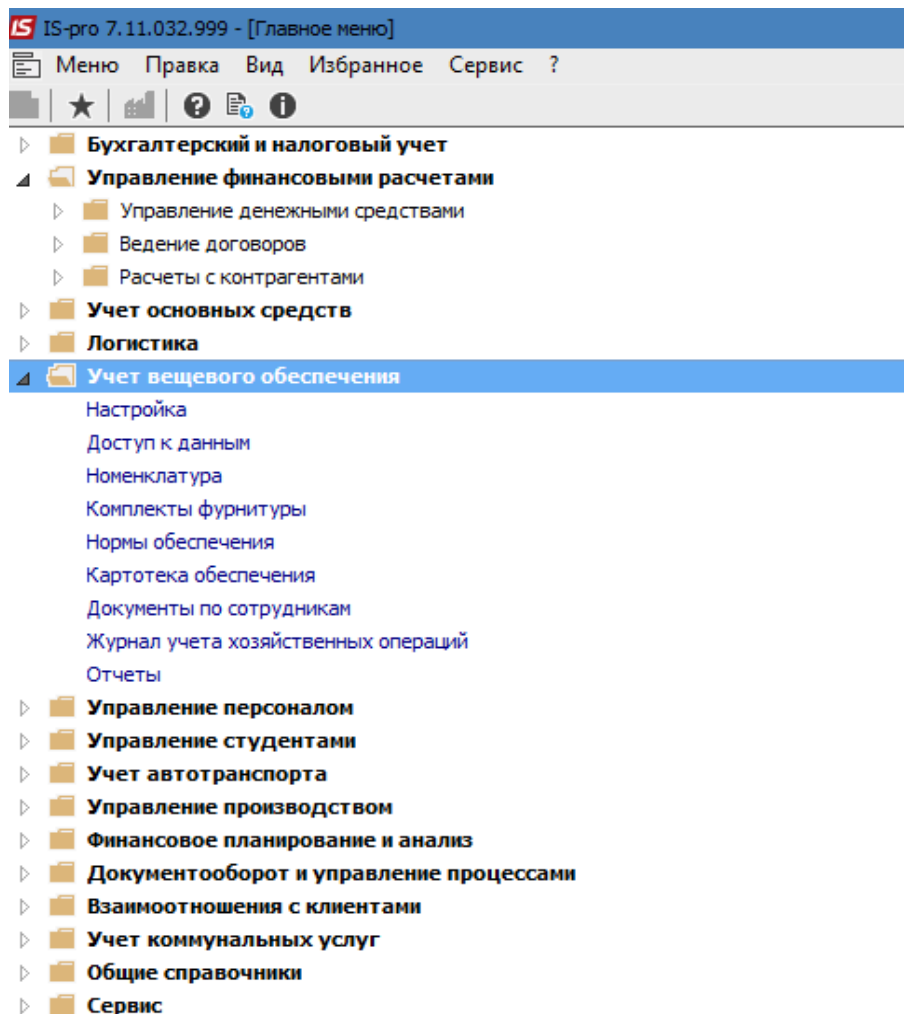 IS IS-pro 7.11.032.999 - [Главное меню]
Меню Правка Вид Избранное Сервис ?
Бухгалтерский и налоговый учет
Управление финансовыми расчетами
Управление денежными средствами
Ведение договоров
Расчеты с контрагентами
Учет основных средств
Логистика
Учет вещевого обеспечения
Настройка
Доступ к данным
Номенклатура
Комплекты фурнитуры
Нормы обеспечения
Картотека обеспечения
Документы по сотрудникам
Журнал учета хозяйственных операций
Отчеты
Управление персоналом
Управление студентами
Учет автотранспорта
Управление производством
Финансовое планирование и анализ
Документооборот и управление процессами
Взаимоотношения с клиентами
Учет коммунальных услуг
Общие справочники
Сервис